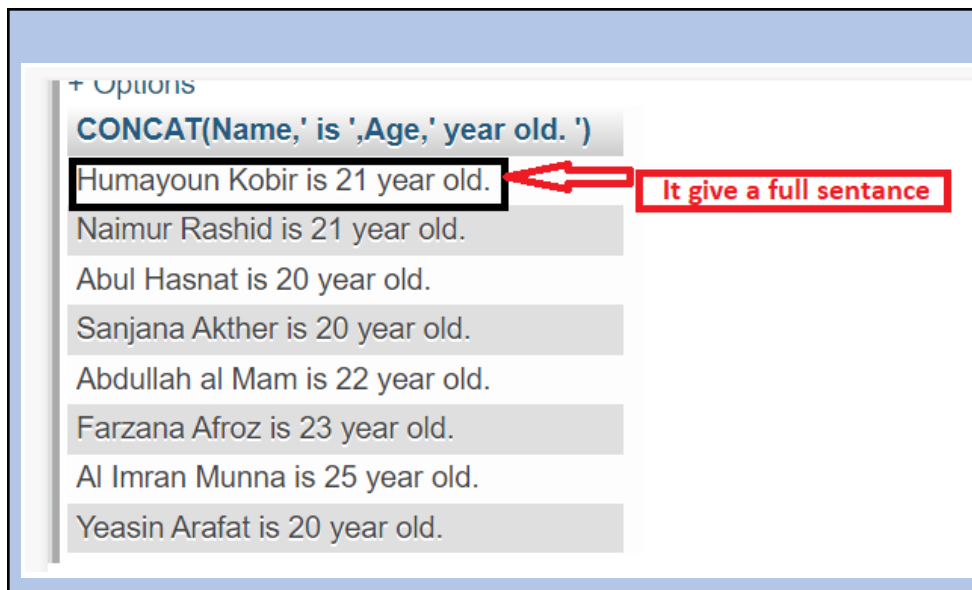 + Options
CONCAT(Name,' is ',Age,' year old. ')
Humayoun Kobir is 21 year old.
It give a full sentance
Naimur Rashid is 21 year old.
Abul Hasnat is 20 year old.
Sanjana Akther is 20 year old.
Abdullah al Mam is 22 year old.
Farzana Afroz is 23 year old.
Al Imran Munna is 25 year old.
Yeasin Arafat is 20 year old.